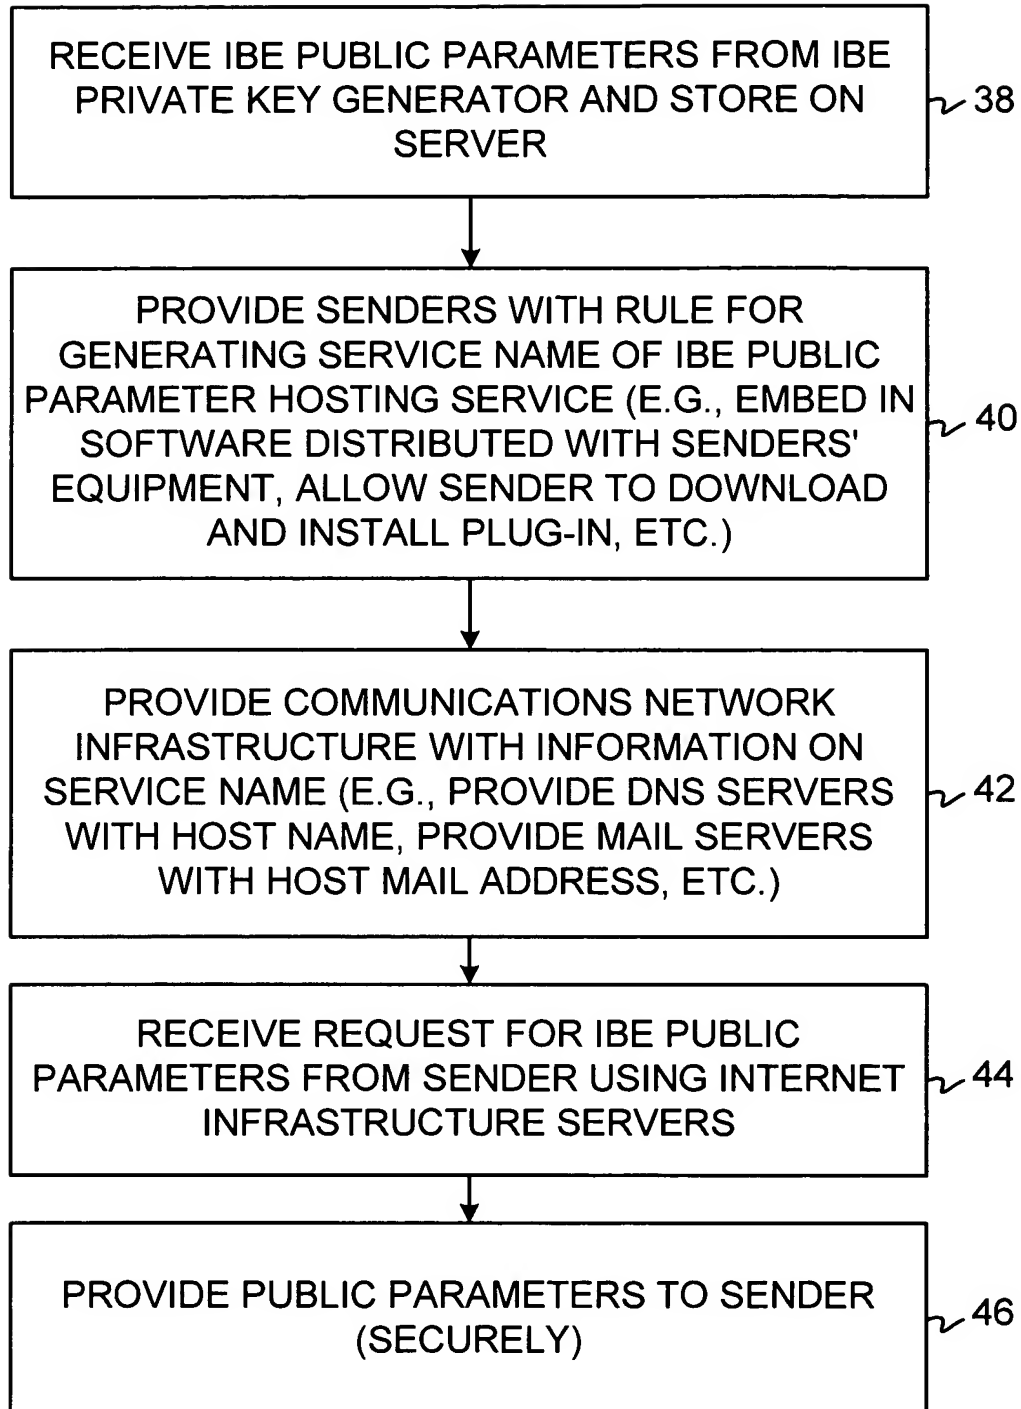 RECEIVE IBE PUBLIC PARAMETERS FROM IBE
PRIVATE KEY GENERATOR AND STORE ON
SERVER
38
PROVIDE SENDERS WITH RULE FOR
GENERATING SERVICE NAME OF IBE PUBLIC
PARAMETER HOSTING SERVICE (E.G., EMBED IN
SOFTWARE DISTRIBUTED WITH SENDERS'
EQUIPMENT, ALLOW SENDER TO DOWNLOAD
AND INSTALL PLUG-IN, ETC.)
40
PROVIDE COMMUNICATIONS NETWORK
INFRASTRUCTURE WITH INFORMATION ON
SERVICE NAME (E.G., PROVIDE DNS SERVERS
WITH HOST NAME, PROVIDE MAIL SERVERS
WITH HOST MAIL ADDRESS, ETC.)
42
RECEIVE REQUEST FOR IBE PUBLIC
PARAMETERS FROM SENDER USING INTERNET
INFRASTRUCTURE SERVERS
44
PROVIDE PUBLIC PARAMETERS TO SENDER
(SECURELY)
46